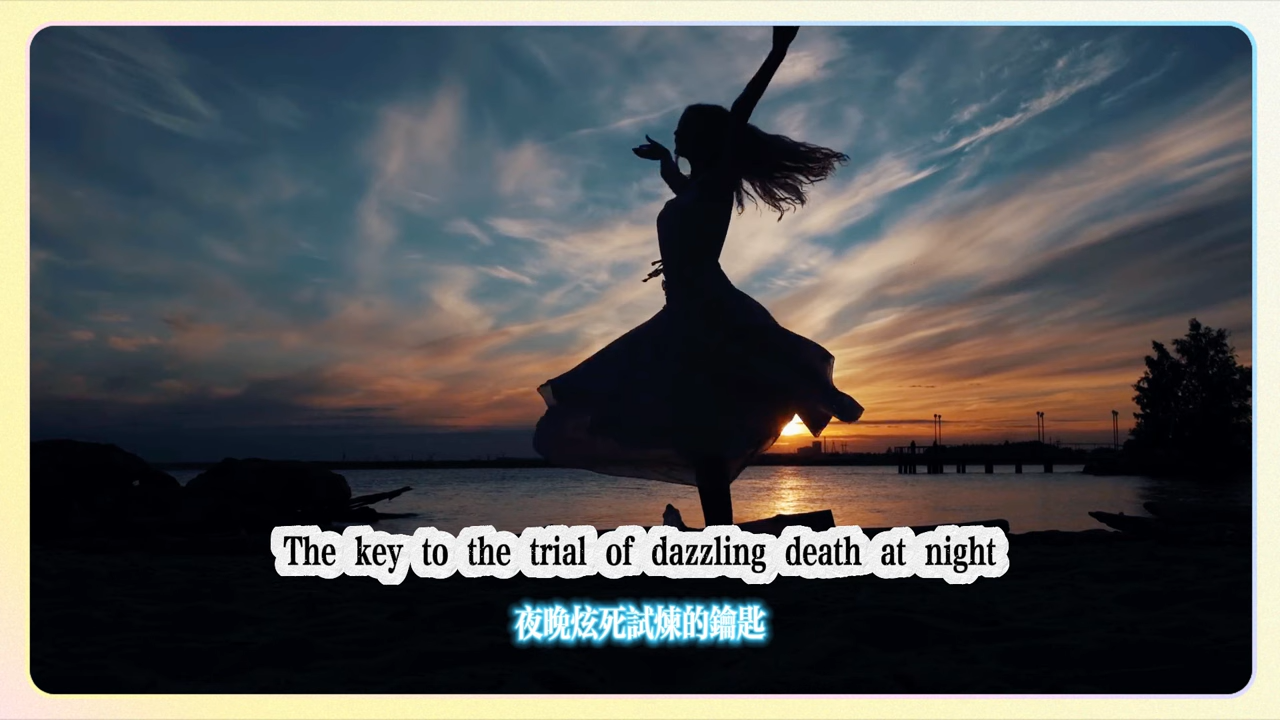 The key to the trial of dazzling death at night
夜晚炫死試煉的鑰匙